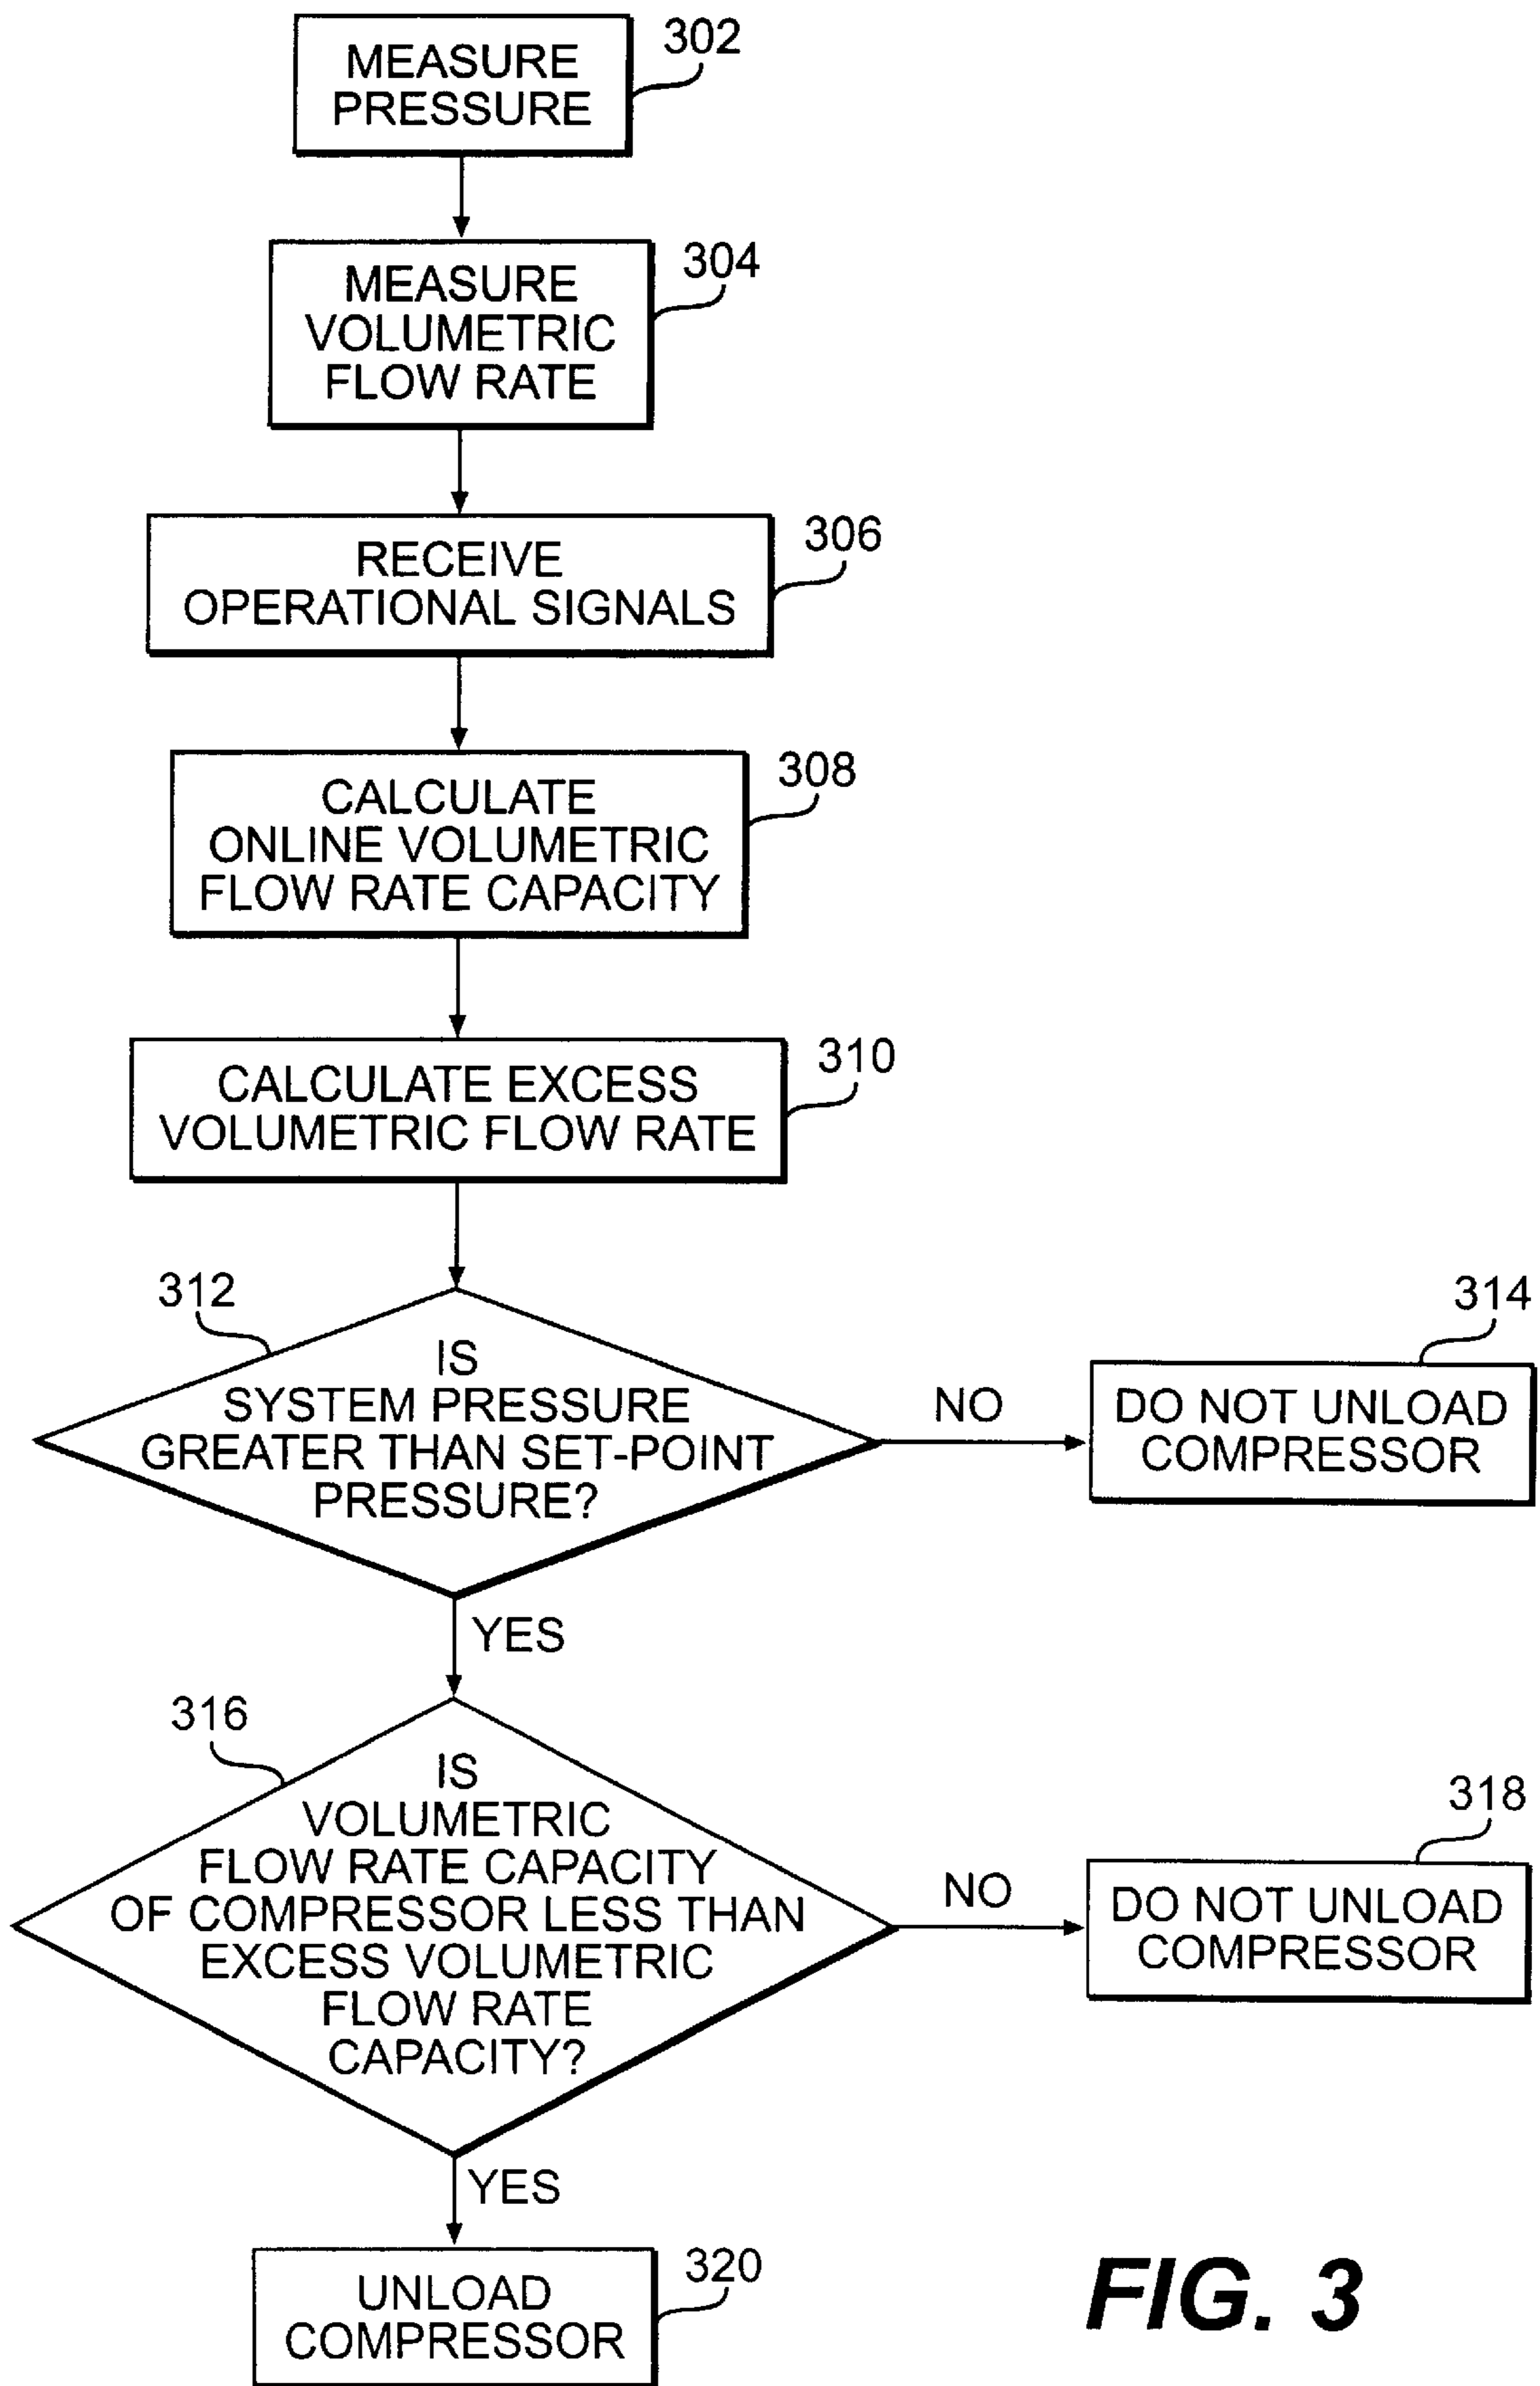 302
MEASURE
PRESSURE
304
MEASURE
VOLUMETRIC
FLOW RATE
306
RECEIVE
OPERATIONAL SIGNALS
308
CALCULATE
ONLINE VOLUMETRIC
FLOW RATE CAPACITY
310
CALCULATE EXCESS
VOLUMETRIC FLOW RATE
312
IS
SYSTEM PRESSURE
GREATER THAN SET-POINT
PRESSURE?
NO
314
DO NOT UNLOAD
COMPRESSOR
YES
316
IS
VOLUMETRIC
FLOW RATE CAPACITY
OF COMPRESSOR LESS THAN
EXCESS VOLUMETRIC
FLOW RATE
CAPACITY?
NO
318
DO NOT UNLOAD
COMPRESSOR
YES
320
UNLOAD
COMPRESSOR
FIG. 3